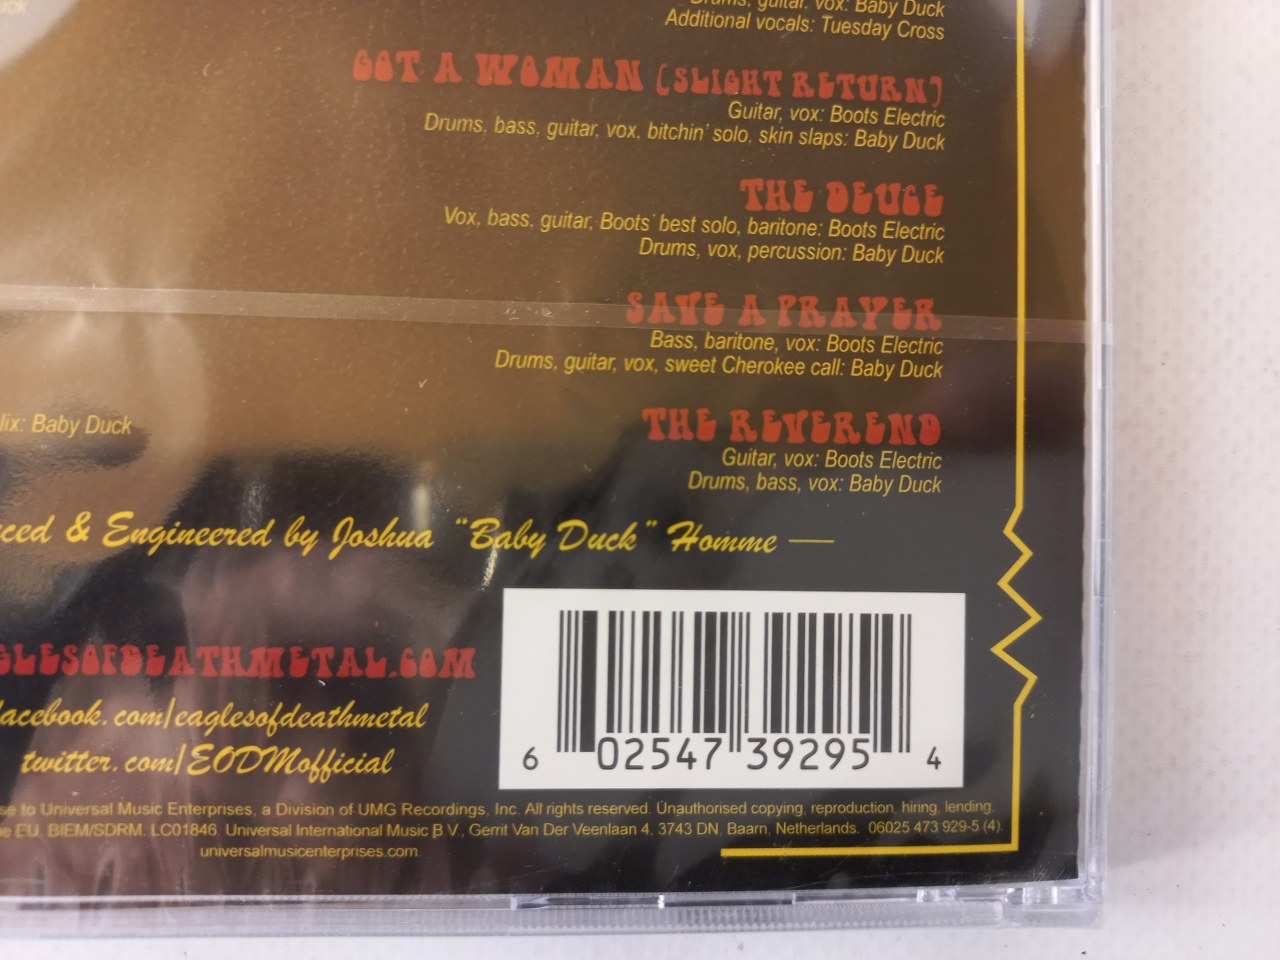 Drums, guitar, vox: Baby Duck
Additional vocals: Tuesday Cross
GOT A WOMAN (SLIGHT RETURN)
Guitar, vox: Boots Electric
Drums, bass, guitar, vox, bitchin' solo, skin slaps: Baby Duck
THE DEUCE
Vox, bass, guitar, Boots' best solo, baritone: Boots Electric
Drums, vox, percussion: Baby Duck
SAVE A PRAYER
Bass, baritone, vox: Boots Electric
Drums, guitar, vox, sweet Cherokee call: Baby Duck
lix: Baby Duck
THE REVEREND
Guitar, vox: Boots Electric
Drums, bass, vox: Baby Duck
ced & Engineered by Joshua "Baby Duck" Homme —
GLESOFDEATHMETAL.COM
facebook.com/eaglesofdeathmetal
twitter.com/EODMofficial
6 02547 39295 4
se to Universal Music Enterprises, a Division of UMG Recordings, Inc. All rights reserved. Unauthorised copying, reproduction, hiring, lending,
e EU. BIEM/SDRM. LC01846. Universal International Music B.V., Gerrit Van Der Veenlaan 4, 3743 DN, Baarn, Netherlands. 06025 473 929-5 (4).
universalmusicenterprises.com.